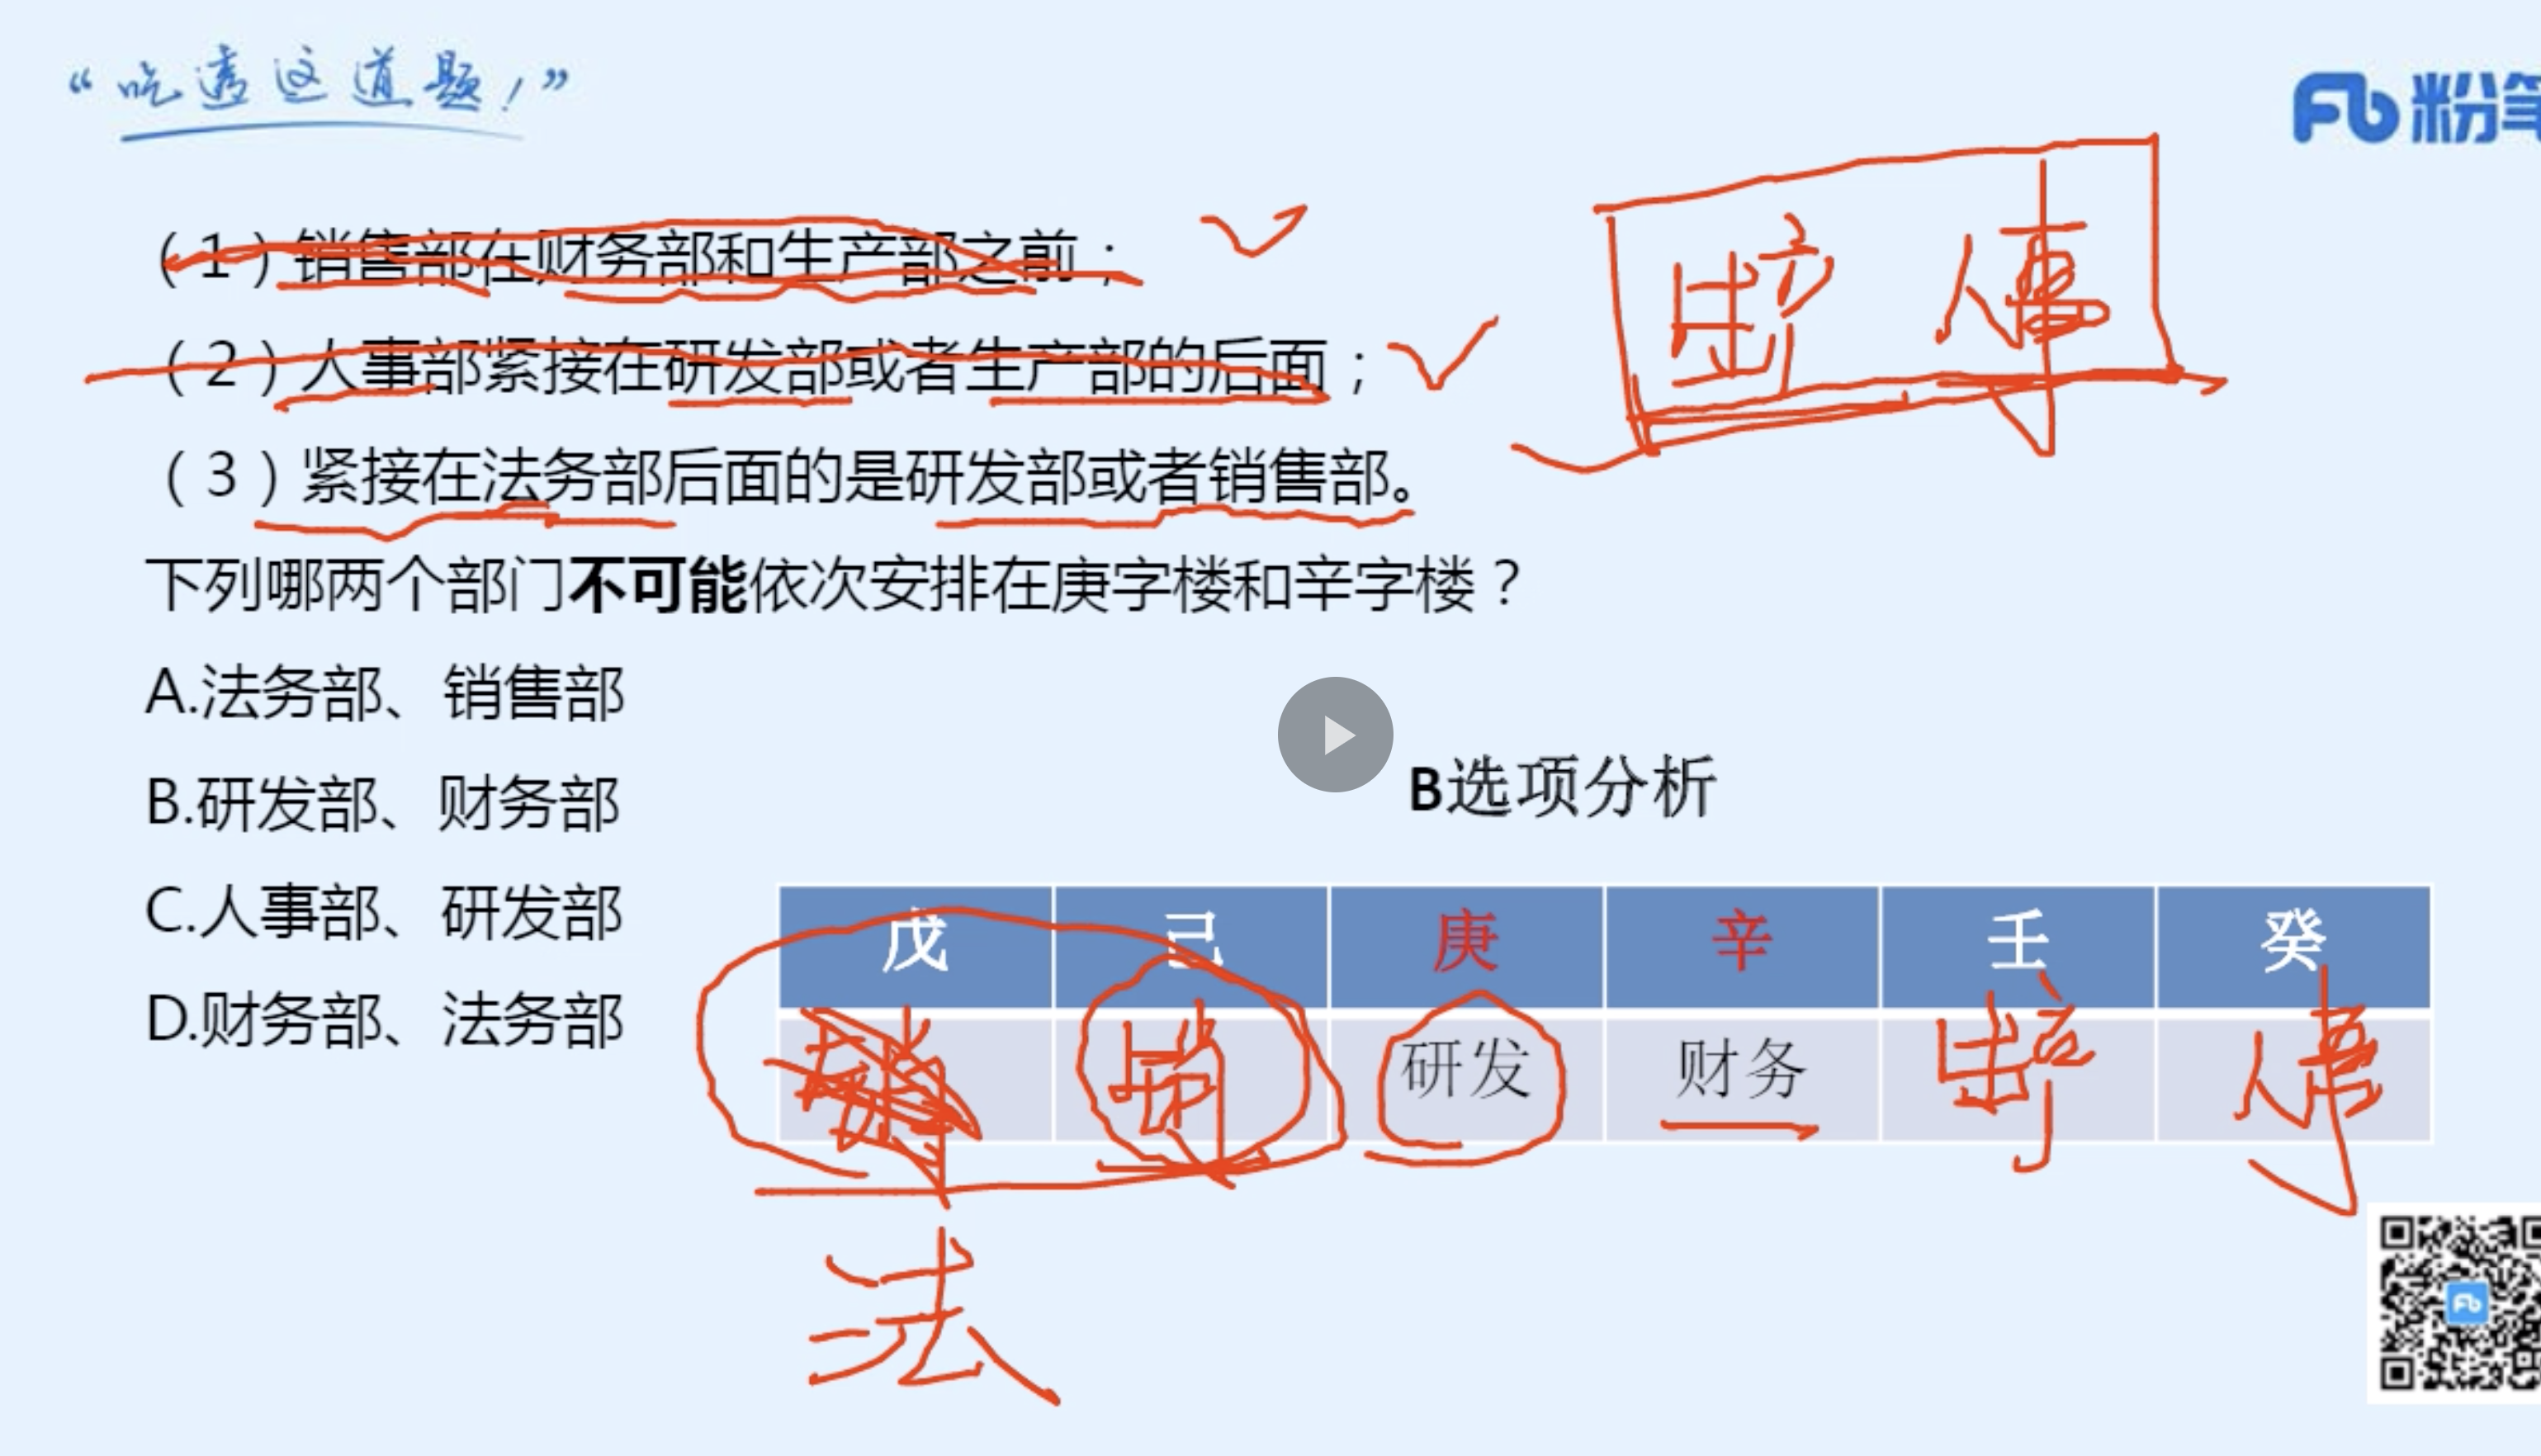 “吃透这道题！”
Fb 粉笔
（1）销售部在财务部和生产部之前；
（2）人事部紧接在研发部或者生产部的后面；
生产 人事
（3）紧接在法务部后面的是研发部或者销售部。
下列哪两个部门不可能依次安排在庚字楼和辛字楼？
A.法务部、销售部
B.研发部、财务部
C.人事部、研发部
D.财务部、法务部
B选项分析
戊 己 庚 辛 壬 癸
销 研发 财务 生产 人事
法